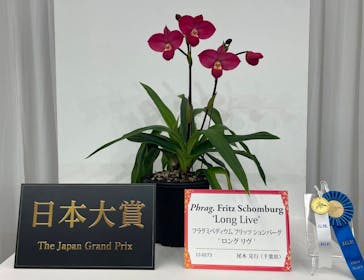 日本大賞
The Japan Grand Prix
Phrag. Fritz Schomburg
'Long Live'
フラグミペディウム フリッツ ションバーグ
'ロング リヴ'